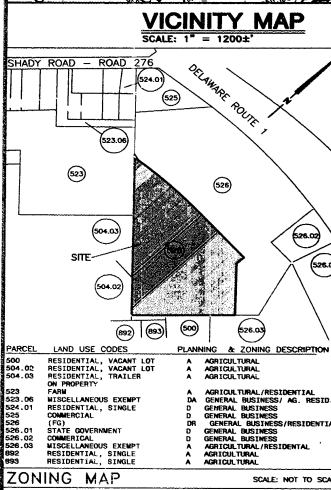 VICINITY MAP
SCALE: 1" = 1200±'
SHADY ROAD - ROAD 276
DELAWARE ROUTE 1
N
524.01
525
523.06
523
526
504.03
SITE
526.02
504.02
892
893
500
526.03
PARCEL LAND USE CODES PLANNING & ZONING DESCRIPTION
500 RESIDENTIAL, VACANT LOT A AGRICULTURAL
504.02 RESIDENTIAL, VACANT LOT A AGRICULTURAL
504.03 RESIDENTIAL, TRAILER A AGRICULTURAL
ON PROPERTY
523 FARM A AGRICULTURAL/RESIDENTIAL
523.06 MISCELLANEOUS EXEMPT DA GENERAL BUSINESS/ AG. RESID.
524.01 RESIDENTIAL, SINGLE D GENERAL BUSINESS
525 COMMERCIAL D GENERAL BUSINESS
526 (FG) DR GENERAL BUSINESS/RESIDENTIA
526.01 STATE GOVERNMENT D GENERAL BUSINESS
526.02 COMMERICAL D GENERAL BUSINESS
526.03 MISCELLANEOUS EXEMPT A AGRICULTURAL/RESIDENTAL
892 RESIDENTIAL, SINGLE A AGRICULTURAL
893 RESIDENTIAL, SINGLE A AGRICULTURAL
ZONING MAP SCALE: NOT TO SC